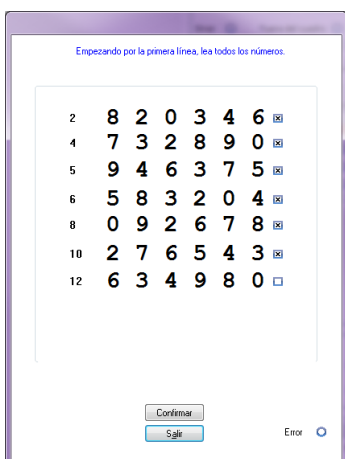 Empezando por la primera línea, lea todos los números.
2 8 2 0 3 4 6
4 7 3 2 8 9 0
5 9 4 6 3 7 5
6 5 8 3 2 0 4
8 0 9 2 6 7 8
10 2 7 6 5 4 3
12 6 3 4 9 8 0
Confirmar
Salir
Error